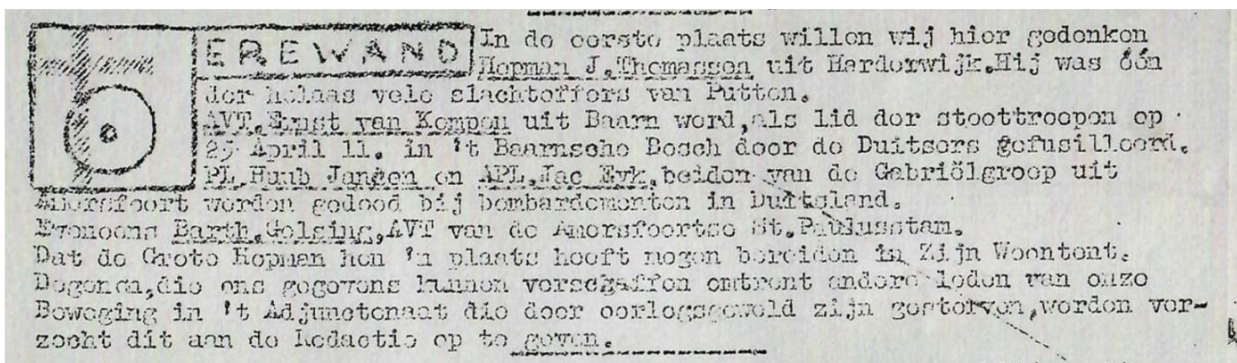 EREWAND In de eerste plaats willen wij hier gedenken
Hopman J.Thomassen uit Harderwijk.Hij was één
der helaas vele slachtoffers van Putten.
AVT.Ernst van Kempen uit Baarn werd,als lid der stoottroepen op
25 April ll. in 't Baarnsche Bosch door de Duitsers gefusilleerd.
PL.Huub Jansen en APL.Jac Eyk,beiden van de Gabriëlgroep uit
Amersfoort werden gedood bij bombardementen in Duitsland.
Eveneens Barth.Golsing,AVT van de Amersfoortse St.Paulusstam.
Dat de Grote Hopman hen 'n plaats heeft mogen bereiden in Zijn Woontent.
Degenen,die ons gegevens kunnen verschaffen omtrent andere leden van onze
Beweging in 't Adjunctenaat die door oorlogsgeweld zijn gestorven,worden ver-
zocht dit aan de Redactie op te geven.